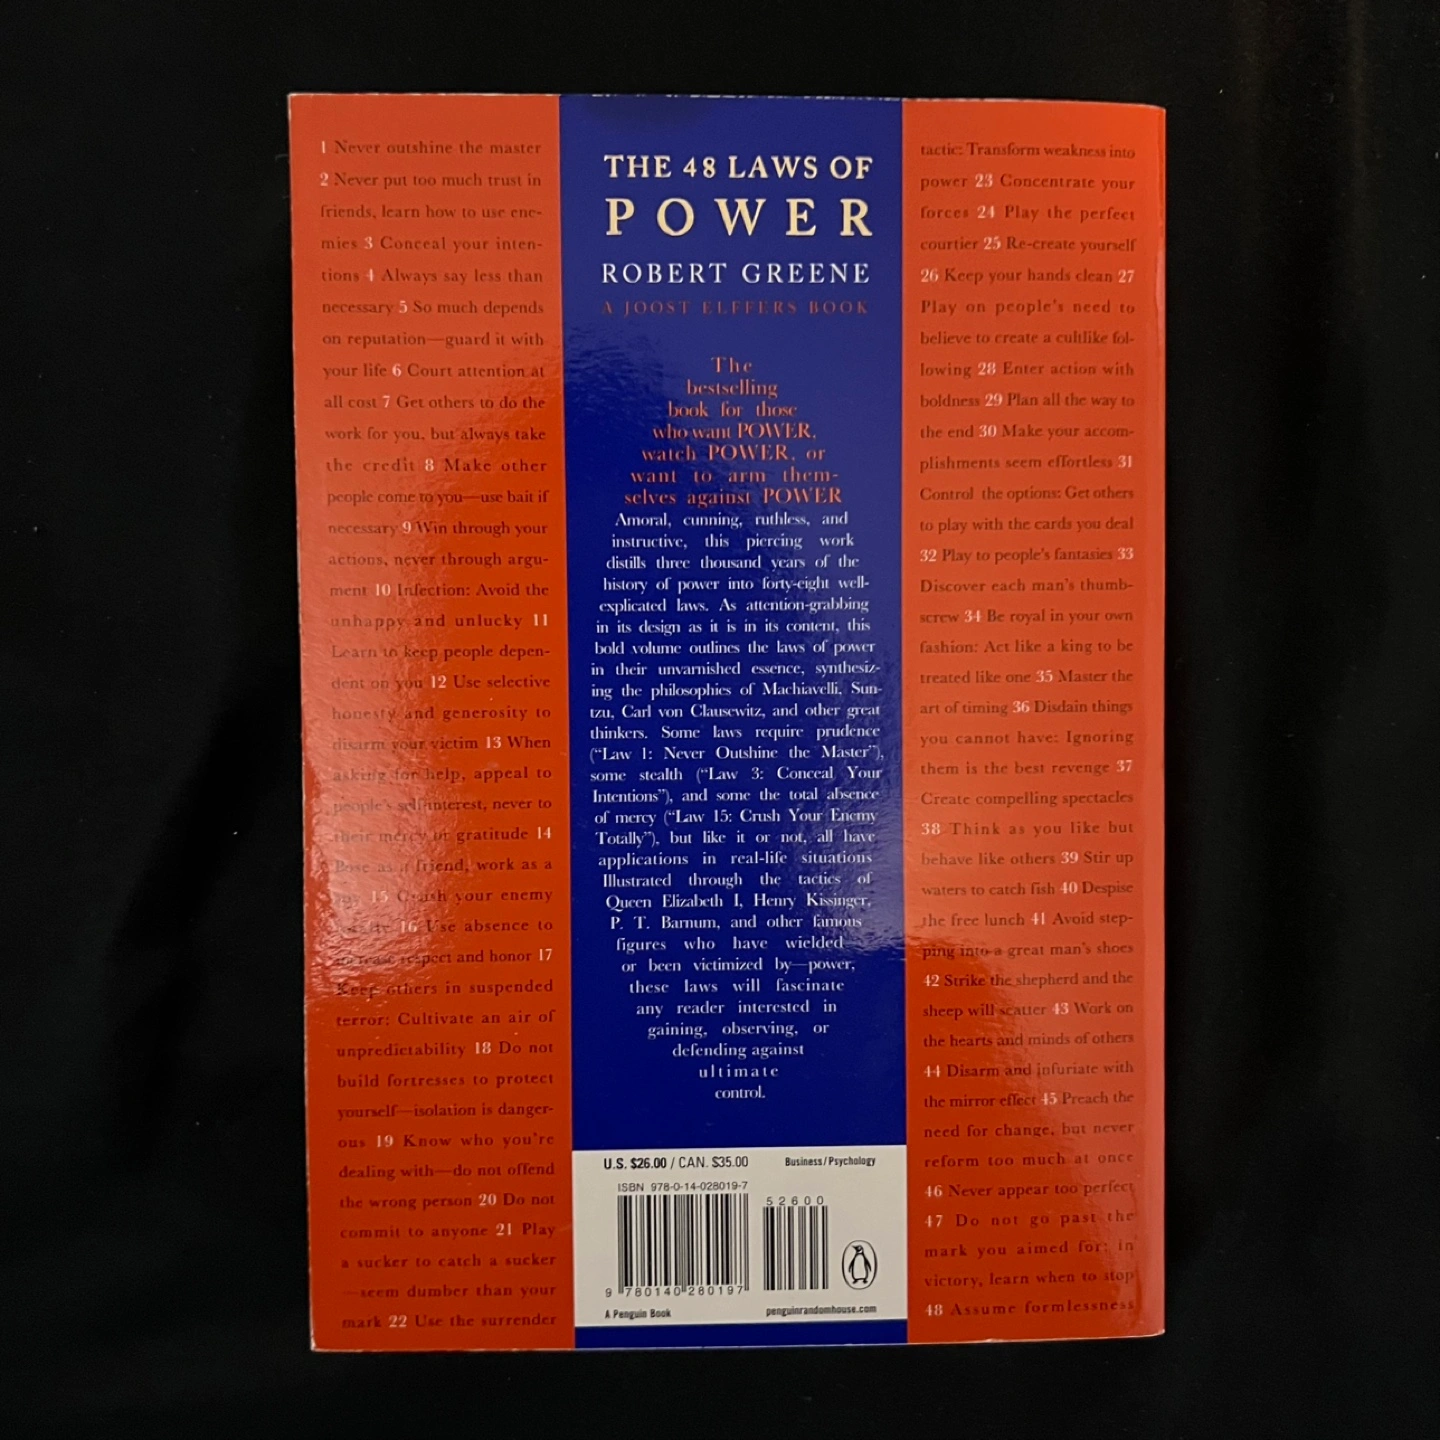 1 Never outshine the master
2 Never put too much trust in
friends, learn how to use ene-
mies 3 Conceal your inten-
tions 4 Always say less than
necessary 5 So much depends
on reputation—guard it with
your life 6 Court attention at
all cost 7 Get others to do the
work for you, but always take
the credit 8 Make other
people come to you—use bait if
necessary 9 Win through your
actions, never through argu-
ment 10 Infection: Avoid the
unhappy and unlucky 11
Learn to keep people depen-
dent on you 12 Use selective
honesty and generosity to
disarm your victim 13 When
asking for help, appeal to
people's self-interest, never to
their mercy or gratitude 14
Pose as a friend, work as a
spy 15 Crush your enemy
totally 16 Use absence to
increase respect and honor 17
Keep others in suspended
terror: Cultivate an air of
unpredictability 18 Do not
build fortresses to protect
yourself—isolation is danger-
ous 19 Know who you're
dealing with—do not offend
the wrong person 20 Do not
commit to anyone 21 Play
a sucker to catch a sucker
—seem dumber than your
mark 22 Use the surrender
THE 48 LAWS OF
POWER
ROBERT GREENE
A JOOST ELFFERS BOOK
The
bestselling
book for those
who want POWER,
watch POWER, or
want to arm them-
selves against POWER
Amoral, cunning, ruthless, and
instructive, this piercing work
distills three thousand years of the
history of power into forty-eight well-
explicated laws. As attention-grabbing
in its design as it is in its content, this
bold volume outlines the laws of power
in their unvarnished essence, synthesiz-
ing the philosophies of Machiavelli, Sun-
tzu, Carl von Clausewitz, and other great
thinkers. Some laws require prudence
("Law 1: Never Outshine the Master"),
some stealth ("Law 3: Conceal Your
Intentions"), and some the total absence
of mercy ("Law 15: Crush Your Enemy
Totally"), but like it or not, all have
applications in real-life situations
Illustrated through the tactics of
Queen Elizabeth I, Henry Kissinger,
P. T. Barnum, and other famous
figures who have wielded—
or been victimized by—power,
these laws will fascinate
any reader interested in
gaining, observing, or
defending against
ultimate
control.
U.S. $26.00 / CAN. $35.00 Business/Psychology
ISBN 978-0-14-028019-7
52600
9 780140 280197
A Penguin Book penguinrandomhouse.com
tactic: Transform weakness into
power 23 Concentrate your
forces 24 Play the perfect
courtier 25 Re-create yourself
26 Keep your hands clean 27
Play on people's need to
believe to create a cultlike fol-
lowing 28 Enter action with
boldness 29 Plan all the way to
the end 30 Make your accom-
plishments seem effortless 31
Control the options: Get others
to play with the cards you deal
32 Play to people's fantasies 33
Discover each man's thumb-
screw 34 Be royal in your own
fashion: Act like a king to be
treated like one 35 Master the
art of timing 36 Disdain things
you cannot have: Ignoring
them is the best revenge 37
Create compelling spectacles
38 Think as you like but
behave like others 39 Stir up
waters to catch fish 40 Despise
the free lunch 41 Avoid step-
ping into a great man's shoes
42 Strike the shepherd and the
sheep will scatter 43 Work on
the hearts and minds of others
44 Disarm and infuriate with
the mirror effect 45 Preach the
need for change, but never
reform too much at once
46 Never appear too perfect
47 Do not go past the
mark you aimed for: in
victory, learn when to stop
48 Assume formlessness